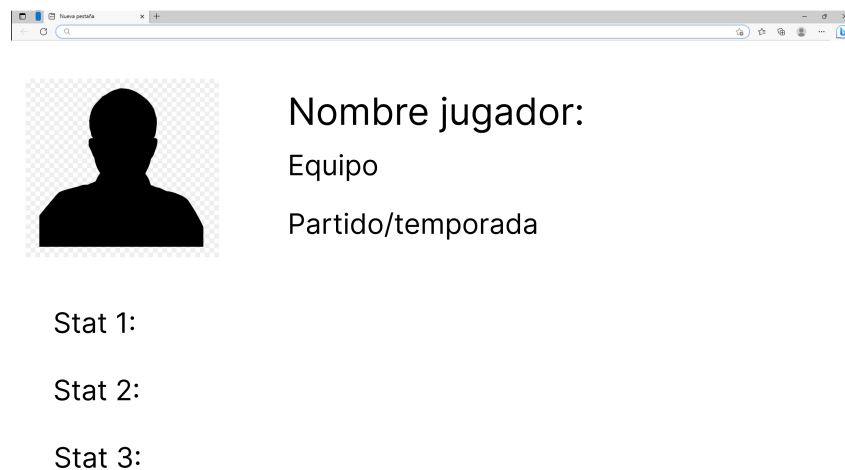 Nueva pestaña
Nombre jugador:
Equipo
Partido/temporada
Stat 1:
Stat 2:
Stat 3: